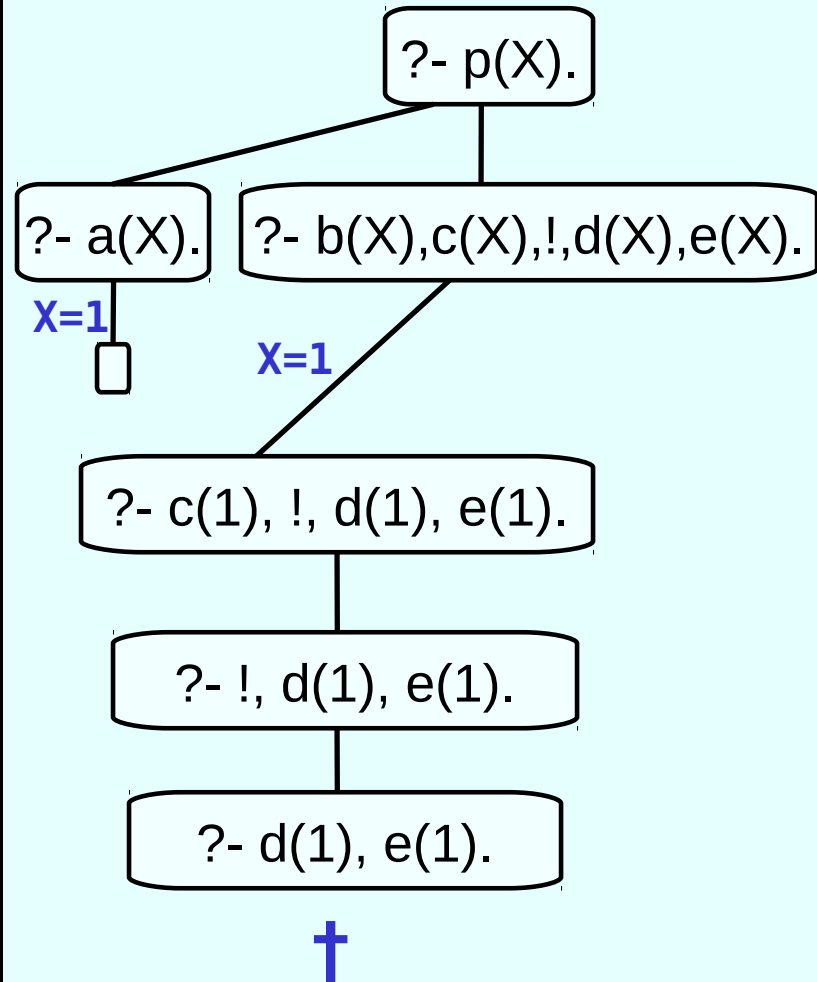 ?- p(X).
?- a(X).
?- b(X),c(X),!,d(X),e(X).
X=1
X=1
?- c(1), !, d(1), e(1).
?- !, d(1), e(1).
?- d(1), e(1).
†